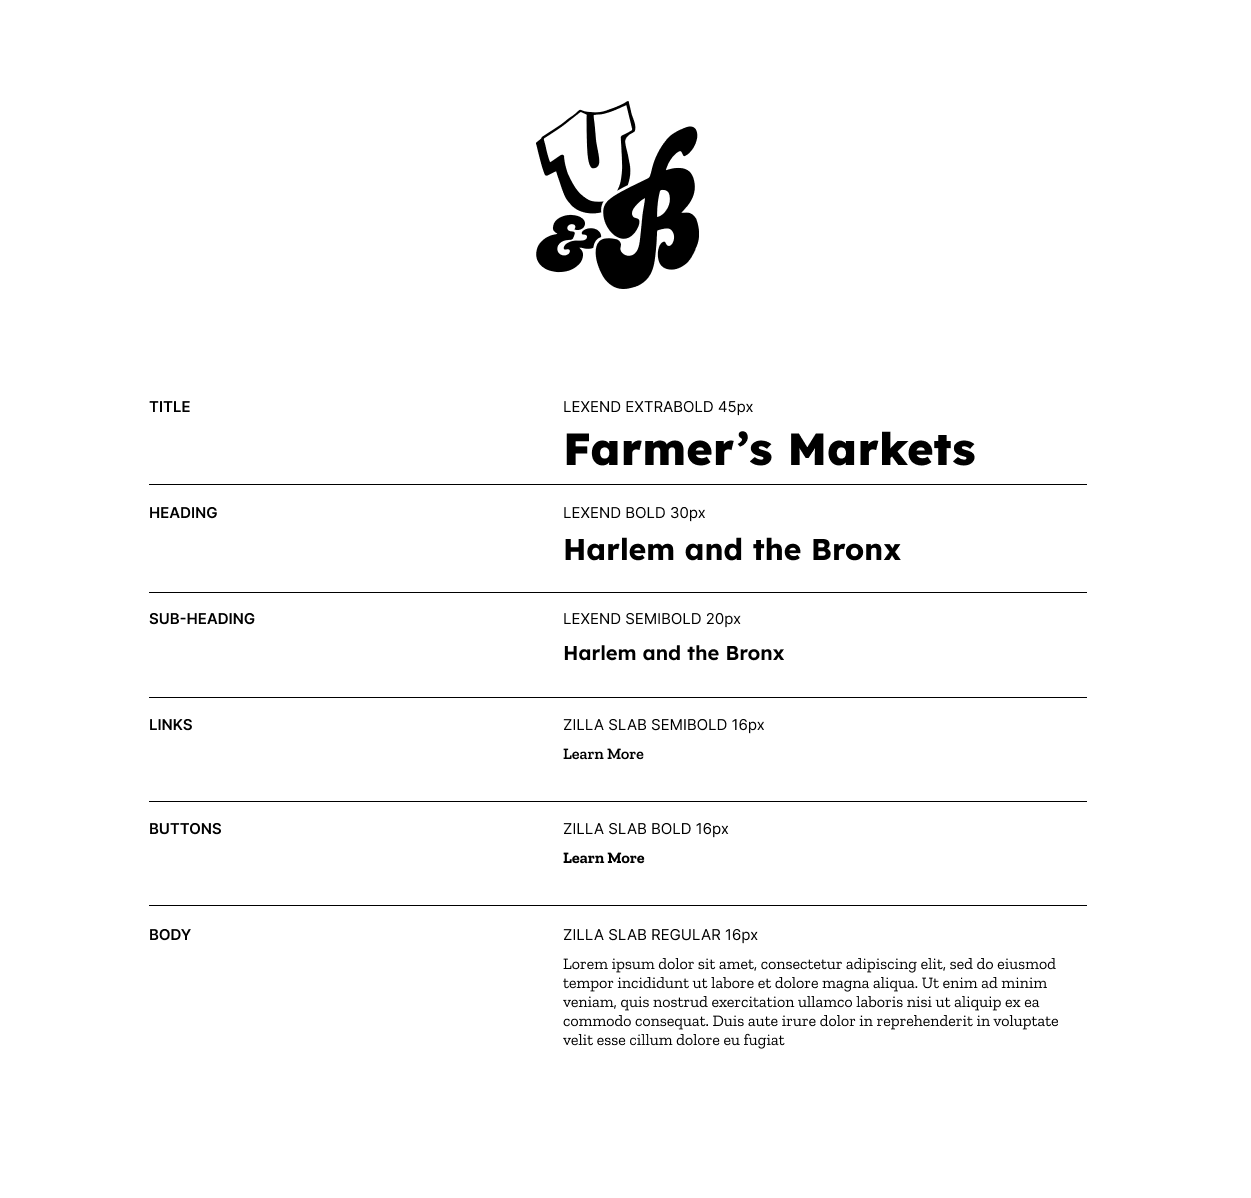 U
&B
TITLE
LEXEND EXTRABOLD 45px
Farmer’s Markets
HEADING
LEXEND BOLD 30px
Harlem and the Bronx
SUB-HEADING
LEXEND SEMIBOLD 20px
Harlem and the Bronx
LINKS
ZILLA SLAB SEMIBOLD 16px
Learn More
BUTTONS
ZILLA SLAB BOLD 16px
Learn More
BODY
ZILLA SLAB REGULAR 16px
Lorem ipsum dolor sit amet, consectetur adipiscing elit, sed do eiusmod
tempor incididunt ut labore et dolore magna aliqua. Ut enim ad minim
veniam, quis nostrud exercitation ullamco laboris nisi ut aliquip ex ea
commodo consequat. Duis aute irure dolor in reprehenderit in voluptate
velit esse cillum dolore eu fugiat